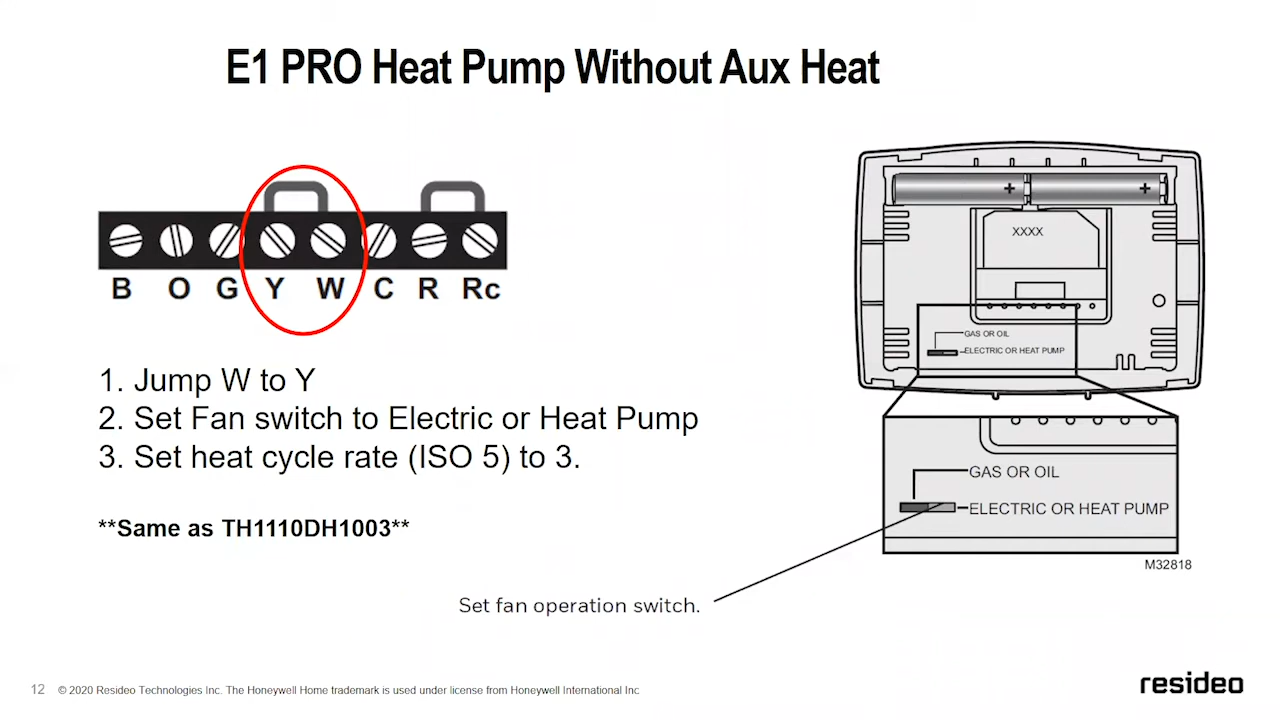 E1 PRO Heat Pump Without Aux Heat
B O G Y W C R Rc
1. Jump W to Y
2. Set Fan switch to Electric or Heat Pump
3. Set heat cycle rate (ISO 5) to 3.
**Same as TH1110DH1003**
+ +
XXXX
GAS OR OIL
ELECTRIC OR HEAT PUMP
GAS OR OIL
ELECTRIC OR HEAT PUMP
M32818
Set fan operation switch.
12 © 2020 Resideo Technologies Inc. The Honeywell Home trademark is used under license from Honeywell International Inc
resideo